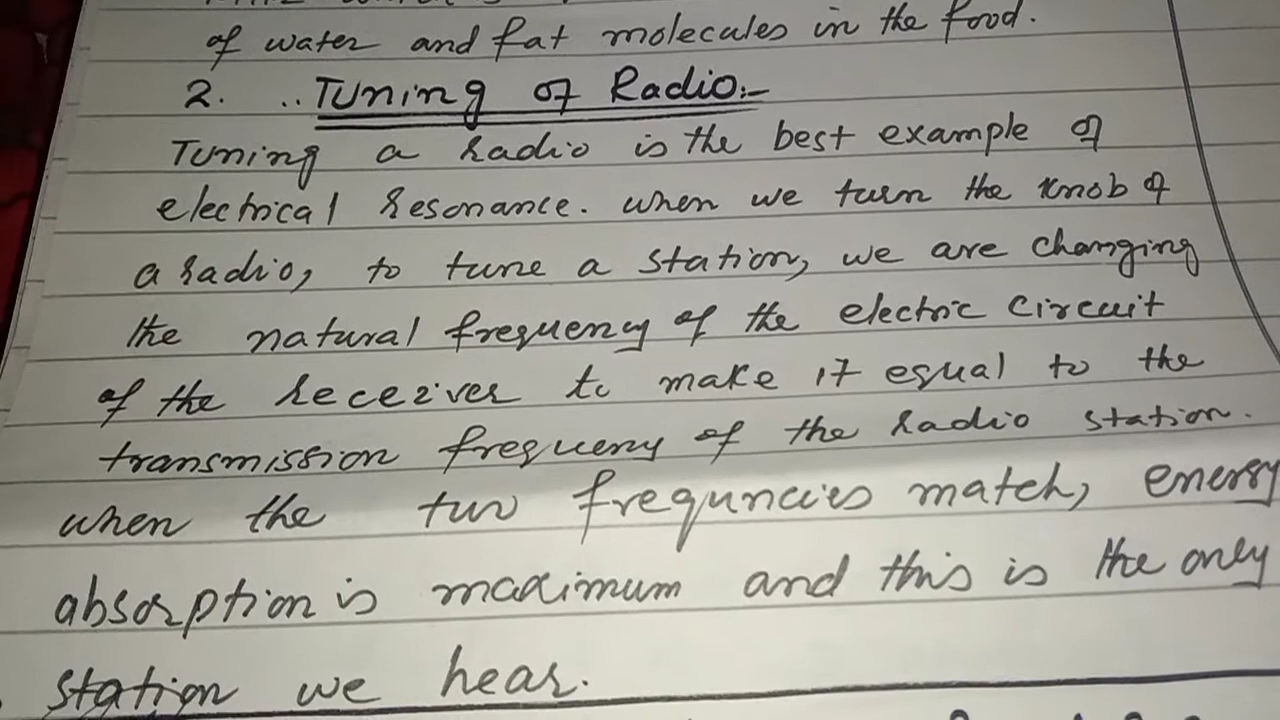 of water and fat molecules in the food.
2. ..Tuning of Radio:-
Tuning a radio is the best example of
electrical resonance. when we turn the knob of
a radio, to tune a station, we are changing
the natural frequency of the electric circuit
of the receiver to make it equal to the
transmission frequeny of the radio station.
when the two frequncies match, energy
absorption is maximum and this is the only
station we hear.